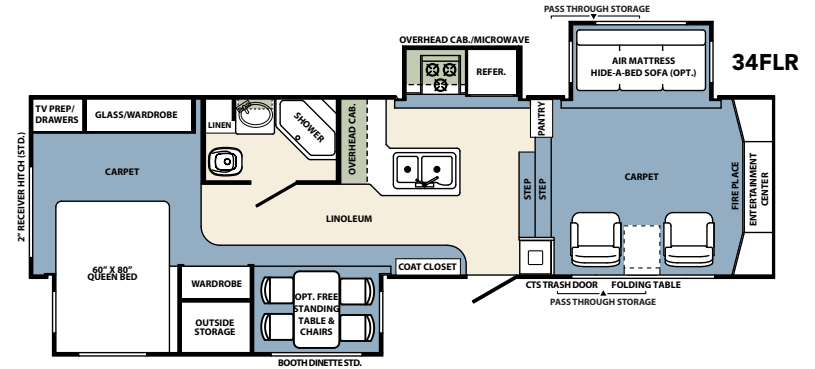 PASS THROUGH STORAGE
OVERHEAD CAB./MICROWAVE
REFER.
AIR MATTRESS
HIDE-A-BED SOFA (OPT.)
34FLR
TV PREP/
DRAWERS
GLASS/WARDROBE
LINEN
SHOWER
OVERHEAD CAB.
PANTRY
2" RECEIVER HITCH (STD.)
CARPET
LINOLEUM
STEP
STEP
CARPET
FIRE PLACE
ENTERTAINMENT
CENTER
60" X 80"
QUEEN BED
WARDROBE
OUTSIDE
STORAGE
OPT. FREE
STANDING
TABLE &
CHAIRS
COAT CLOSET
CTS TRASH DOOR
FOLDING TABLE
PASS THROUGH STORAGE
BOOTH DINETTE STD.